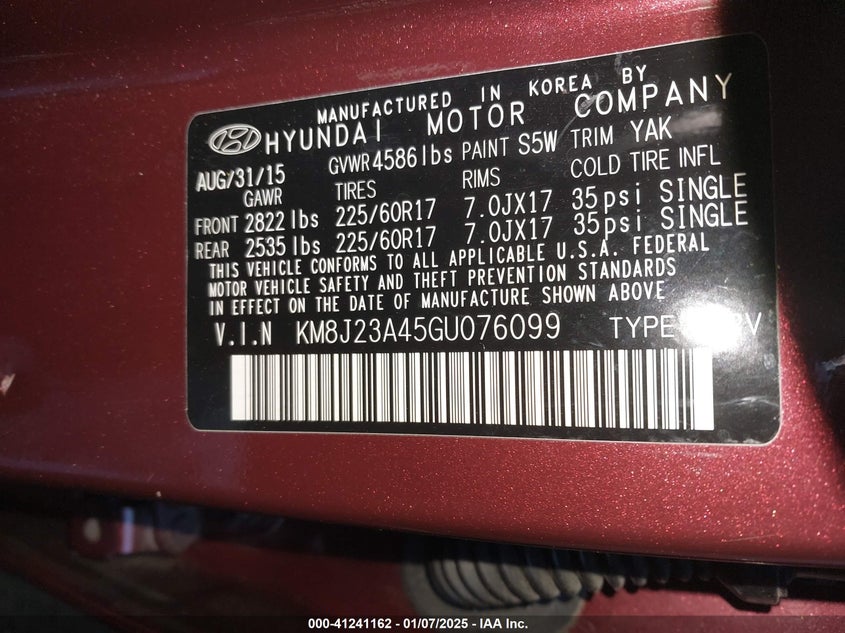 MANUFACTURED IN KOREA BY
HYUNDAI MOTOR COMPANY
AUG/31/15 GVWR 4586lbs PAINT S5W TRIM YAK
GAWR TIRES RIMS COLD TIRE INFL
FRONT 2822 lbs 225/60R17 7.0JX17 35psi SINGLE
REAR 2535 lbs 225/60R17 7.0JX17 35psi SINGLE
THIS VEHICLE CONFORMS TO ALL APPLICABLE U.S.A. FEDERAL
MOTOR VEHICLE SAFETY AND THEFT PREVENTION STANDARDS
IN EFFECT ON THE DATE OF MANUFACTURE SHOWN ABOVE
V.I.N KM8J23A45GU076099 TYPE
000-41241162 - 01/07/2025 - IAA Inc.